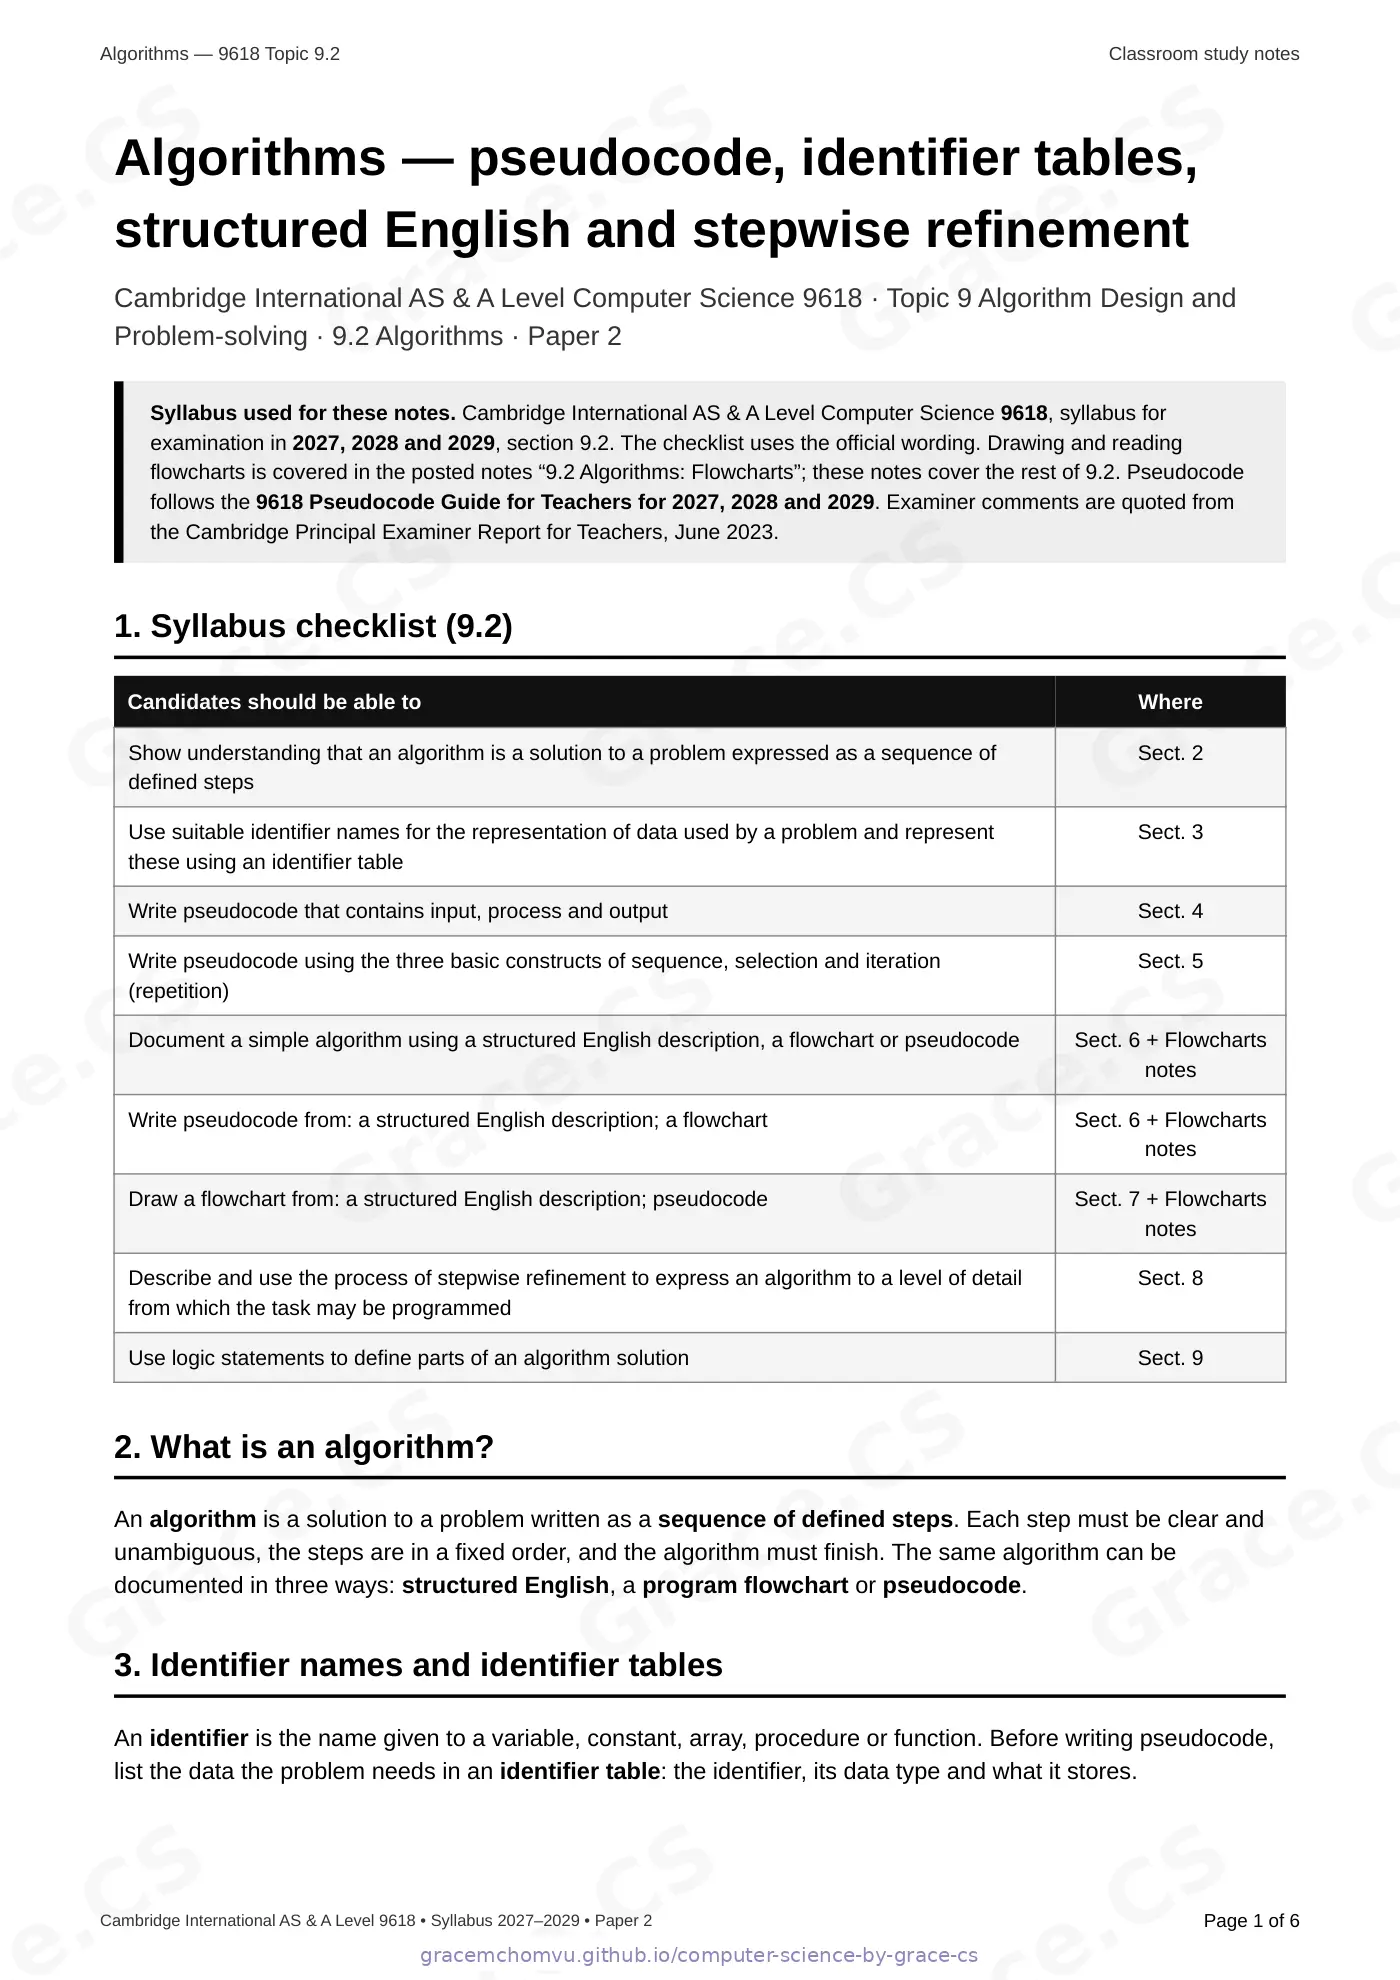 Algorithms — 9618 Topic 9.2
Classroom study notes
Algorithms — pseudocode, identifier tables,
structured English and stepwise refinement
Cambridge International AS & A Level Computer Science 9618 · Topic 9 Algorithm Design and
Problem-solving · 9.2 Algorithms · Paper 2
Syllabus used for these notes. Cambridge International AS & A Level Computer Science 9618, syllabus for
examination in 2027, 2028 and 2029, section 9.2. The checklist uses the official wording. Drawing and reading
flowcharts is covered in the posted notes “9.2 Algorithms: Flowcharts”; these notes cover the rest of 9.2. Pseudocode
follows the 9618 Pseudocode Guide for Teachers for 2027, 2028 and 2029. Examiner comments are quoted from
the Cambridge Principal Examiner Report for Teachers, June 2023.
1. Syllabus checklist (9.2)
Candidates should be able to
Where
Show understanding that an algorithm is a solution to a problem expressed as a sequence of
defined steps
Sect. 2
Use suitable identifier names for the representation of data used by a problem and represent
these using an identifier table
Sect. 3
Write pseudocode that contains input, process and output
Sect. 4
Write pseudocode using the three basic constructs of sequence, selection and iteration
(repetition)
Sect. 5
Document a simple algorithm using a structured English description, a flowchart or pseudocode
Sect. 6 + Flowcharts
notes
Write pseudocode from: a structured English description; a flowchart
Sect. 6 + Flowcharts
notes
Draw a flowchart from: a structured English description; pseudocode
Sect. 7 + Flowcharts
notes
Describe and use the process of stepwise refinement to express an algorithm to a level of detail
from which the task may be programmed
Sect. 8
Use logic statements to define parts of an algorithm solution
Sect. 9
2. What is an algorithm?
An algorithm is a solution to a problem written as a sequence of defined steps. Each step must be clear and
unambiguous, the steps are in a fixed order, and the algorithm must finish. The same algorithm can be
documented in three ways: structured English, a program flowchart or pseudocode.
3. Identifier names and identifier tables
An identifier is the name given to a variable, constant, array, procedure or function. Before writing pseudocode,
list the data the problem needs in an identifier table: the identifier, its data type and what it stores.
Cambridge International AS & A Level 9618 • Syllabus 2027–2029 • Paper 2
Page 1 of 6
gracemchomvu.github.io/computer-science-by-grace-cs
Grace.CS